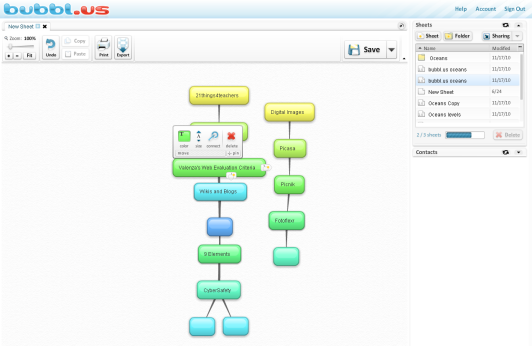 bubbl.us
Help Account Sign Out
New Sheet
Zoom: 100%
Fit
Undo
Copy
Paste
Print
Export
Save
Sheets
Sheet Folder Sharing
Name Modified
Oceans 11/17/10
bubbl us oceans 11/17/10
bubbl us oceans 11/17/10
New Sheet 6/24
Oceans Copy 11/17/10
Oceans levels 11/17/10
2 / 3 sheets
Delete
Contacts
21things4teachers
color size connect delete
move pin
Valenza's Web Evaluation Criteria
Wikis and Blogs
9 Elements
CyberSafety
Digital images
Picasa
Picnik
Fotoflexr